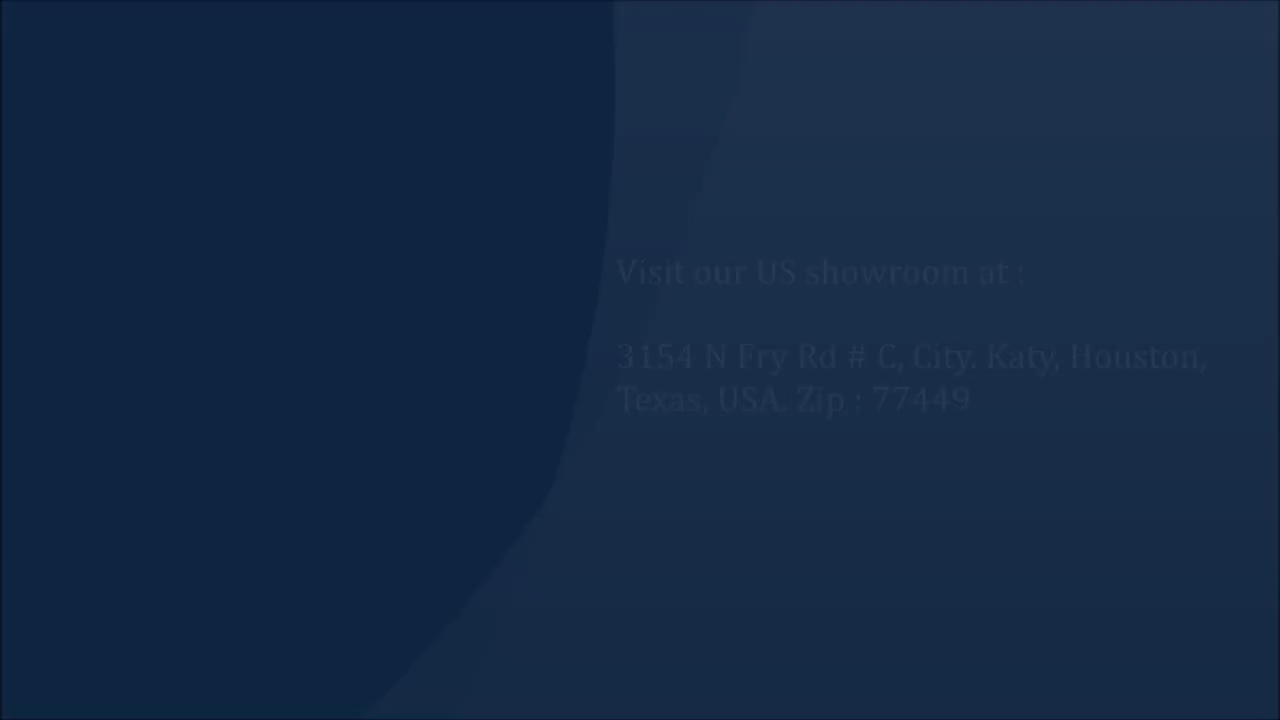 Visit our US showroom at :
3154 N Fry Rd # C, City. Katy, Houston,
Texas, USA. Zip : 77449